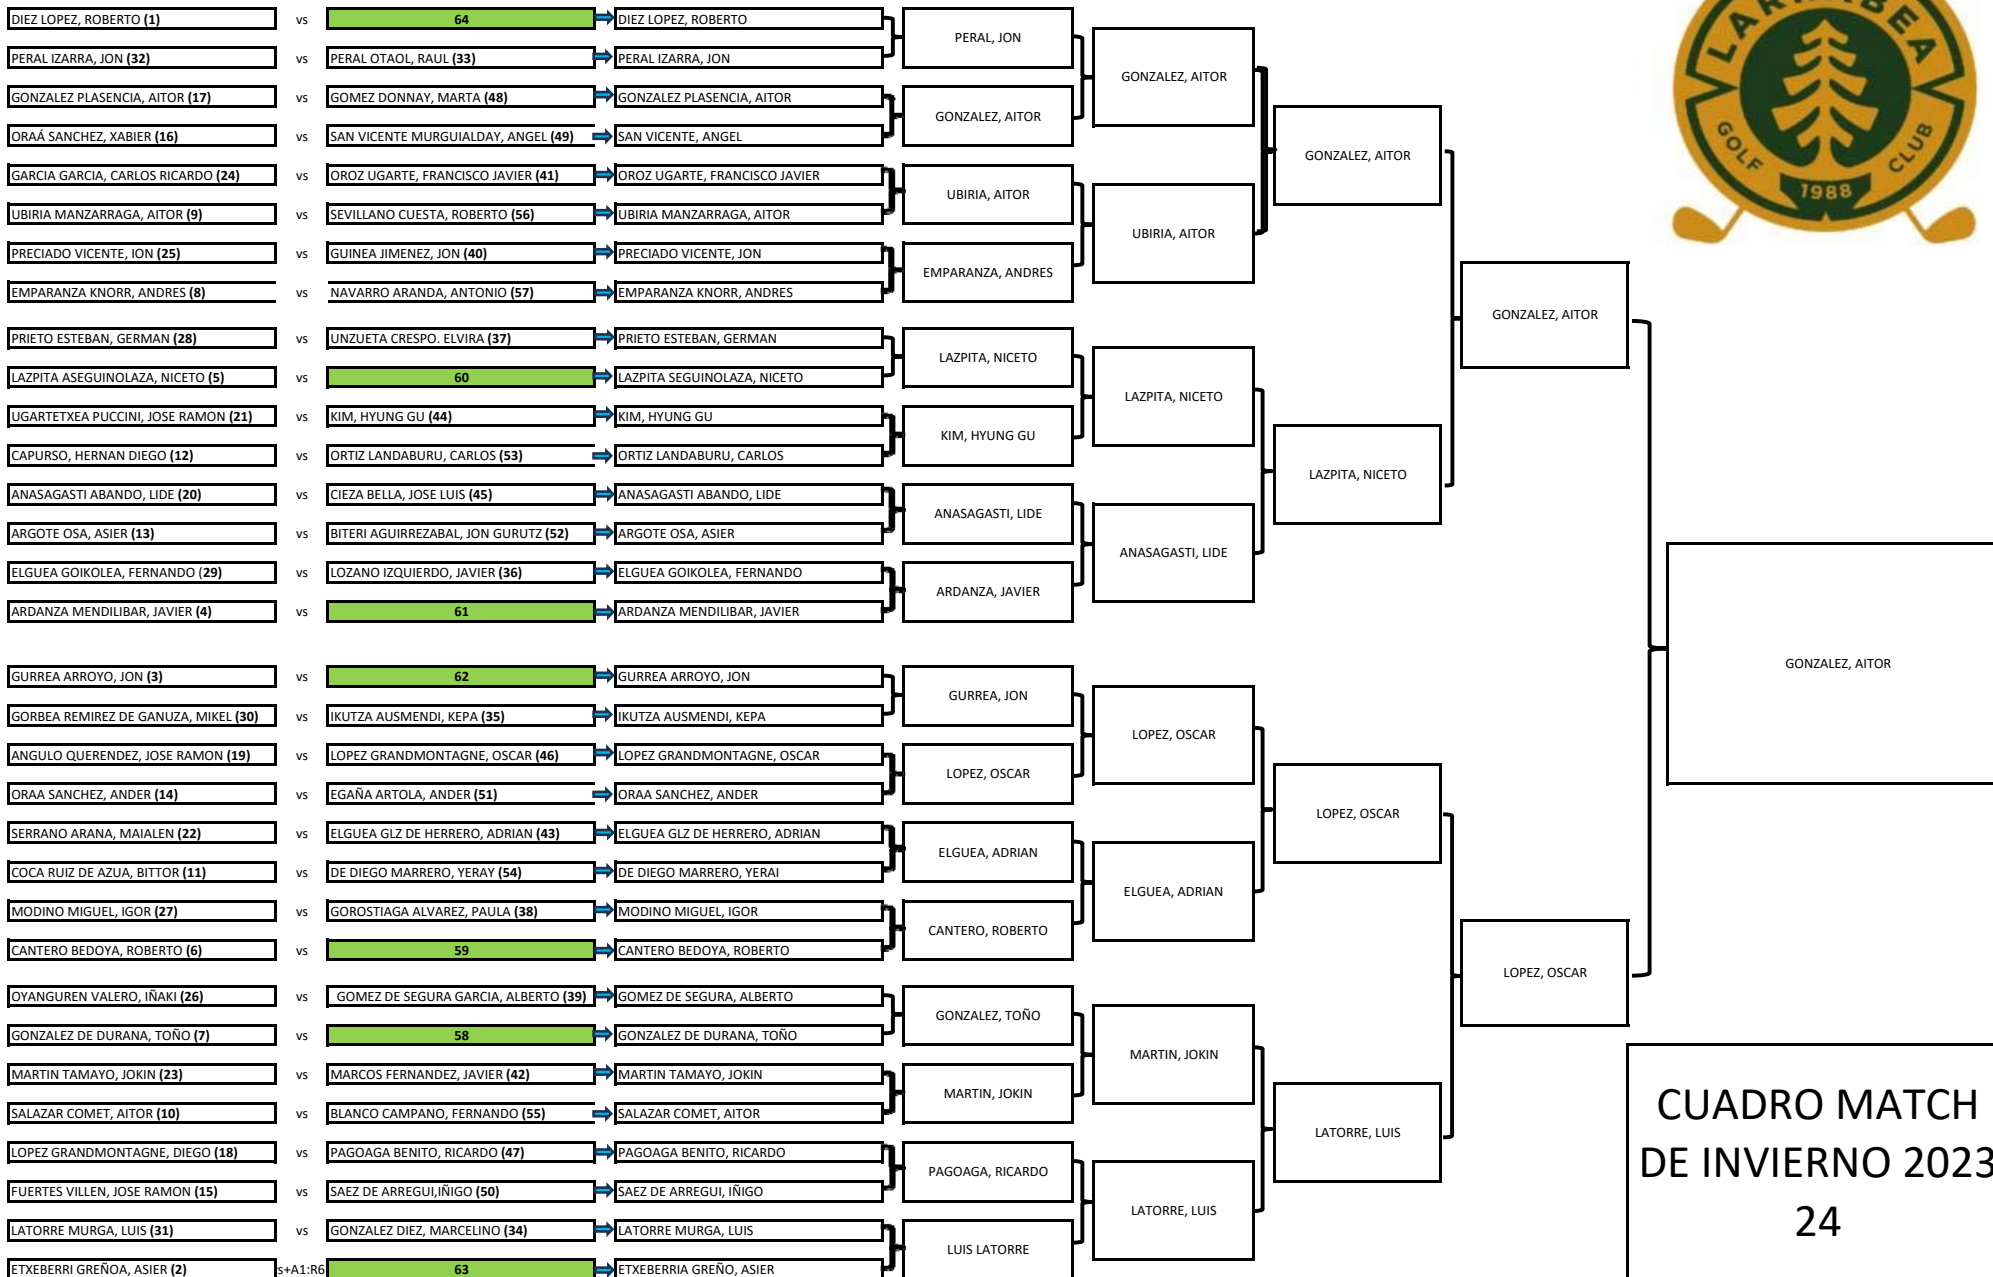 DIEZ LOPEZ, ROBERTO (1) vs 64 DIEZ LOPEZ, ROBERTO
PERAL IZARRA, JON (32) vs PERAL OTAOL, RAUL (33) PERAL IZARRA, JON
PERAL, JON
GONZALEZ PLASENCIA, AITOR (17) vs GOMEZ DONNAY, MARTA (48) GONZALEZ PLASENCIA, AITOR
ORAÁ SANCHEZ, XABIER (16) vs SAN VICENTE MURGUIALDAY, ANGEL (49) SAN VICENTE, ANGEL
GONZALEZ, AITOR
GONZALEZ, AITOR
GARCIA GARCIA, CARLOS RICARDO (24) vs OROZ UGARTE, FRANCISCO JAVIER (41) OROZ UGARTE, FRANCISCO JAVIER
UBIRIA MANZARRAGA, AITOR (9) vs SEVILLANO CUESTA, ROBERTO (56) UBIRIA MANZARRAGA, AITOR
UBIRIA, AITOR
PRECIADO VICENTE, ION (25) vs GUINEA JIMENEZ, JON (40) PRECIADO VICENTE, JON
EMPARANZA KNORR, ANDRES (8) vs NAVARRO ARANDA, ANTONIO (57) EMPARANZA KNORR, ANDRES
EMPARANZA, ANDRES
UBIRIA, AITOR
GONZALEZ, AITOR
PRIETO ESTEBAN, GERMAN (28) vs UNZUETA CRESPO. ELVIRA (37) PRIETO ESTEBAN, GERMAN
LAZPITA ASEGUINOLAZA, NICETO (5) vs 60 LAZPITA SEGUINOLAZA, NICETO
LAZPITA, NICETO
UGARTETXEA PUCCINI, JOSE RAMON (21) vs KIM, HYUNG GU (44) KIM, HYUNG GU
CAPURSO, HERNAN DIEGO (12) vs ORTIZ LANDABURU, CARLOS (53) ORTIZ LANDABURU, CARLOS
KIM, HYUNG GU
LAZPITA, NICETO
ANASAGASTI ABANDO, LIDE (20) vs CIEZA BELLA, JOSE LUIS (45) ANASAGASTI ABANDO, LIDE
ARGOTE OSA, ASIER (13) vs BITERI AGUIRREZABAL, JON GURUTZ (52) ARGOTE OSA, ASIER
ANASAGASTI, LIDE
ELGUEA GOIKOLEA, FERNANDO (29) vs LOZANO IZQUIERDO, JAVIER (36) ELGUEA GOIKOLEA, FERNANDO
ARDANZA MENDILIBAR, JAVIER (4) vs 61 ARDANZA MENDILIBAR, JAVIER
ARDANZA, JAVIER
ANASAGASTI, LIDE
LAZPITA, NICETO
GONZALEZ, AITOR
GURREA ARROYO, JON (3) vs 62 GURREA ARROYO, JON
GORBEA REMIREZ DE GANUZA, MIKEL (30) vs IKUTZA AUSMENDI, KEPA (35) IKUTZA AUSMENDI, KEPA
GURREA, JON
ANGULO QUERENDEZ, JOSE RAMON (19) vs LOPEZ GRANDMONTAGNE, OSCAR (46) LOPEZ GRANDMONTAGNE, OSCAR
ORAA SANCHEZ, ANDER (14) vs EGAÑA ARTOLA, ANDER (51) ORAA SANCHEZ, ANDER
LOPEZ, OSCAR
LOPEZ, OSCAR
SERRANO ARANA, MAIALEN (22) vs ELGUEA GLZ DE HERRERO, ADRIAN (43) ELGUEA GLZ DE HERRERO, ADRIAN
COCA RUIZ DE AZUA, BITTOR (11) vs DE DIEGO MARRERO, YERAY (54) DE DIEGO MARRERO, YERAI
ELGUEA, ADRIAN
MODINO MIGUEL, IGOR (27) vs GOROSTIAGA ALVAREZ, PAULA (38) MODINO MIGUEL, IGOR
CANTERO BEDOYA, ROBERTO (6) vs 59 CANTERO BEDOYA, ROBERTO
CANTERO, ROBERTO
ELGUEA, ADRIAN
LOPEZ, OSCAR
OYANGUREN VALERO, IÑAKI (26) vs GOMEZ DE SEGURA GARCIA, ALBERTO (39) GOMEZ DE SEGURA, ALBERTO
GONZALEZ DE DURANA, TOÑO (7) vs 58 GONZALEZ DE DURANA, TOÑO
GONZALEZ, TOÑO
MARTIN TAMAYO, JOKIN (23) vs MARCOS FERNANDEZ, JAVIER (42) MARTIN TAMAYO, JOKIN
SALAZAR COMET, AITOR (10) vs BLANCO CAMPANO, FERNANDO (55) SALAZAR COMET, AITOR
MARTIN, JOKIN
MARTIN, JOKIN
LOPEZ GRANDMONTAGNE, DIEGO (18) vs PAGOAGA BENITO, RICARDO (47) PAGOAGA BENITO, RICARDO
FUERTES VILLEN, JOSE RAMON (15) vs SAEZ DE ARREGUI,IÑIGO (50) SAEZ DE ARREGUI, IÑIGO
PAGOAGA, RICARDO
LATORRE MURGA, LUIS (31) vs GONZALEZ DIEZ, MARCELINO (34) LATORRE MURGA, LUIS
ETXEBERRI GREÑOA, ASIER (2) s+A1:R6 63 ETXEBERRIA GREÑO, ASIER
LUIS LATORRE
LATORRE, LUIS
LATORRE, LUIS
LOPEZ, OSCAR
GONZALEZ, AITOR
LARRABEA
GOLF CLUB
1988
CUADRO MATCH
DE INVIERNO 2023
24